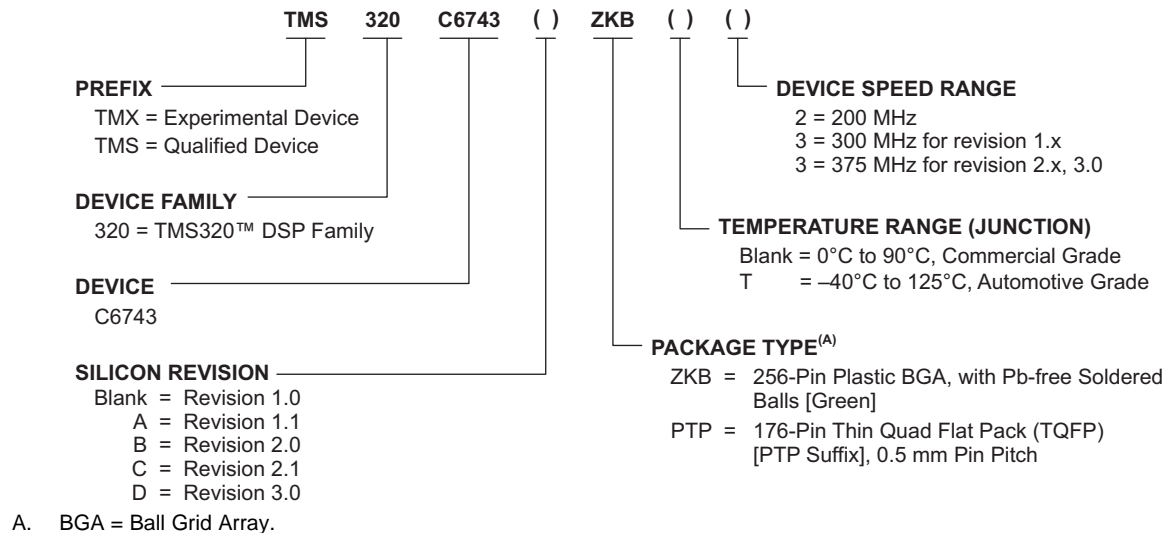 TMS 320 C6743 ( ) ZKB ( ) ( )
PREFIX
TMX = Experimental Device
TMS = Qualified Device
DEVICE FAMILY
320 = TMS320™ DSP Family
DEVICE
C6743
SILICON REVISION
Blank = Revision 1.0
A = Revision 1.1
B = Revision 2.0
C = Revision 2.1
D = Revision 3.0
DEVICE SPEED RANGE
2 = 200 MHz
3 = 300 MHz for revision 1.x
3 = 375 MHz for revision 2.x, 3.0
TEMPERATURE RANGE (JUNCTION)
Blank = 0°C to 90°C, Commercial Grade
T = –40°C to 125°C, Automotive Grade
PACKAGE TYPE(A)
ZKB = 256-Pin Plastic BGA, with Pb-free Soldered
Balls [Green]
PTP = 176-Pin Thin Quad Flat Pack (TQFP)
[PTP Suffix], 0.5 mm Pin Pitch
A. BGA = Ball Grid Array.